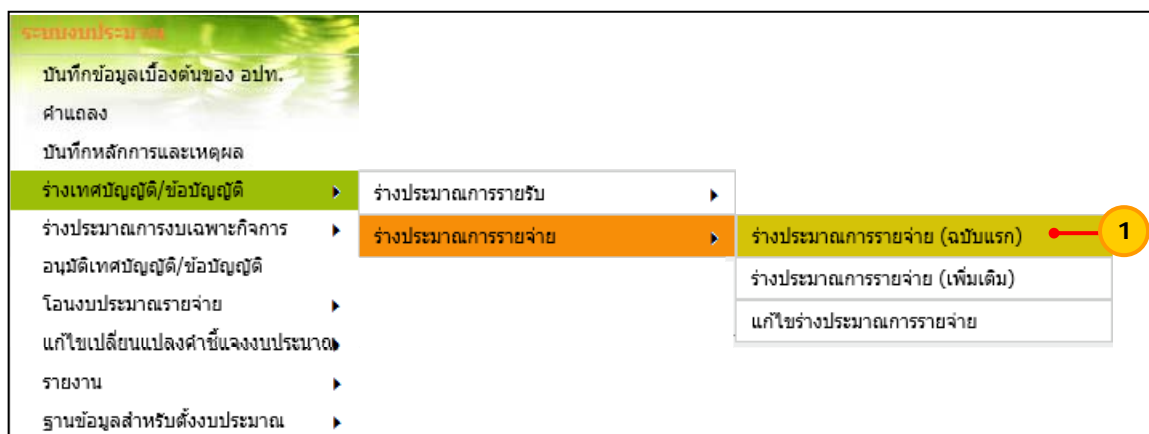 ระบบงบประมาณ
บันทึกข้อมูลเบื้องต้นของ อปท.
คำแถลง
บันทึกหลักการและเหตุผล
ร่างเทศบัญญัติ/ข้อบัญญัติ
ร่างประมาณการงบเฉพาะกิจการ
อนุมัติเทศบัญญัติ/ข้อบัญญัติ
โอนงบประมาณรายจ่าย
แก้ไขเปลี่ยนแปลงคำชี้แจงงบประมาณ
รายงาน
ฐานข้อมูลสำหรับตั้งงบประมาณ
ร่างประมาณการรายรับ
ร่างประมาณการรายจ่าย
ร่างประมาณการรายจ่าย (ฉบับแรก)
1
ร่างประมาณการรายจ่าย (เพิ่มเติม)
แก้ไขร่างประมาณการรายจ่าย